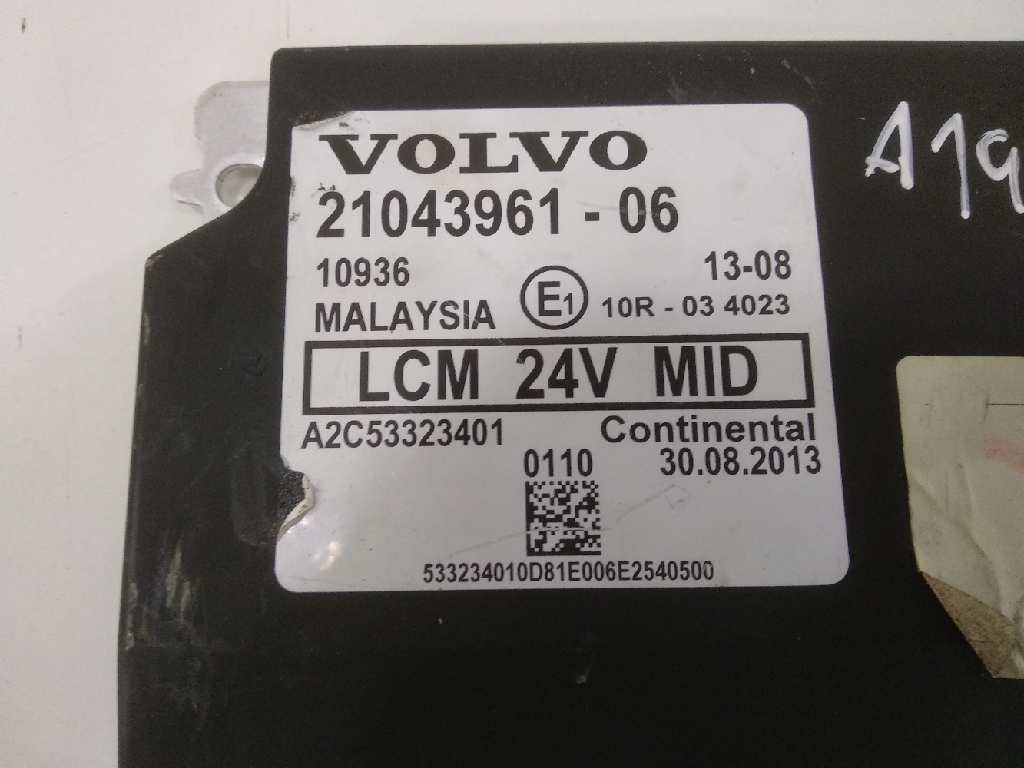 VOLVO
21043961 - 06
10936 13-08
MALAYSIA E1 10R - 03 4023
LCM 24V MID
A2C53323401 Continental
0110 30.08.2013
533234010D81E006E2540500